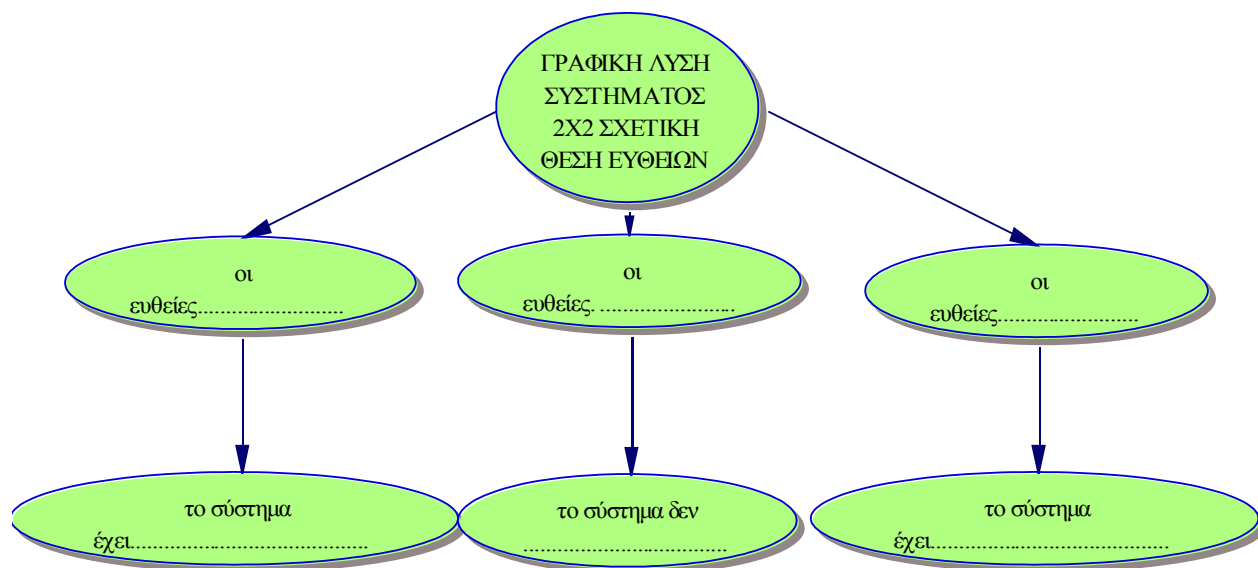 ΓΡΑΦΙΚΗ ΛΥΣΗ
ΣΥΣΤΗΜΑΤΟΣ
2Χ2 ΣΧΕΤΙΚΗ
ΘΕΣΗ ΕΥΘΕΙΩΝ
οι
ευθείες...........................
οι
ευθείες. .........................
οι
ευθείες..........................
το σύστημα
έχει............................................
το σύστημα δεν
......................................
το σύστημα
έχει............................................